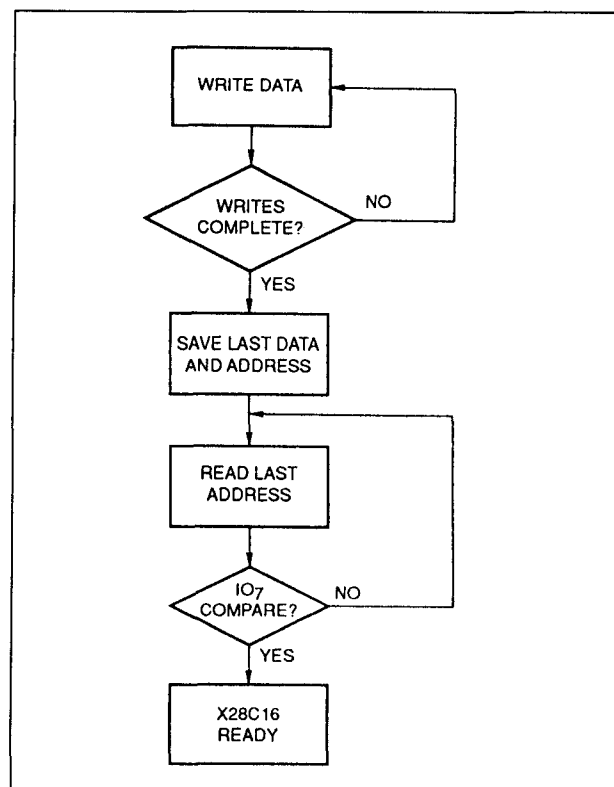 WRITE DATA
WRITES
COMPLETE?
NO
YES
SAVE LAST DATA
AND ADDRESS
READ LAST
ADDRESS
IO7
COMPARE?
NO
YES
X28C16
READY